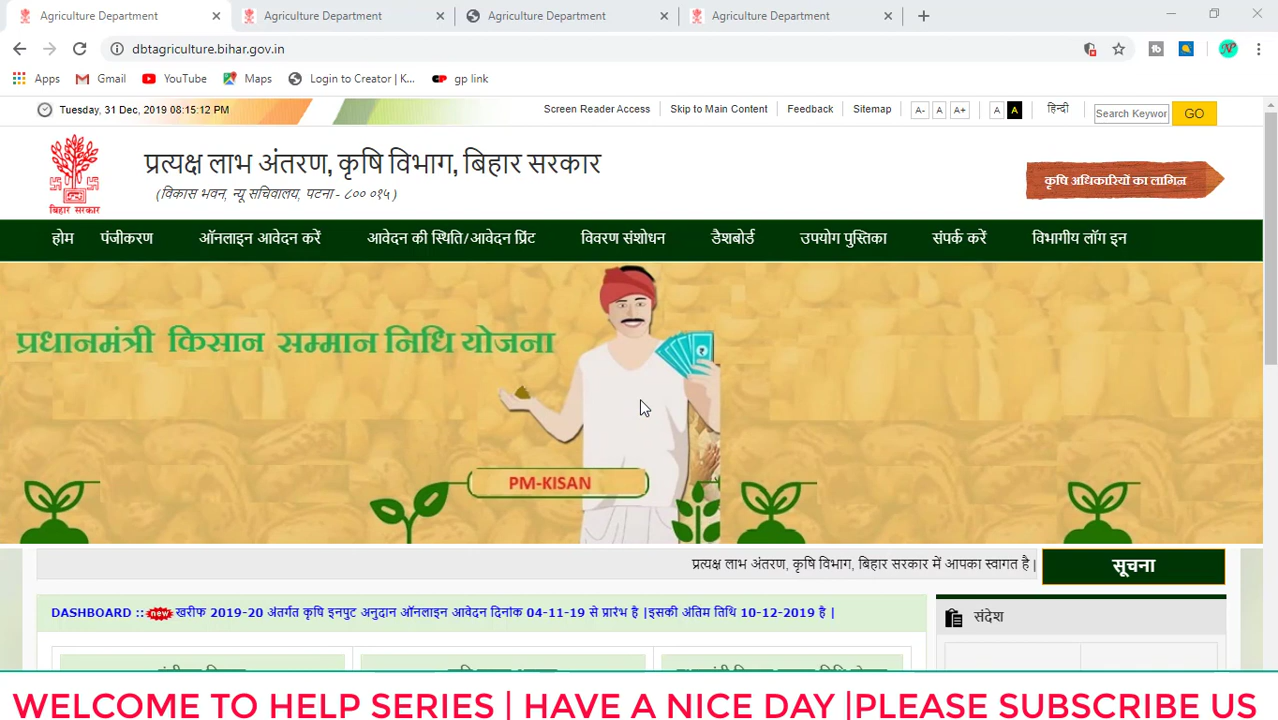 Agriculture Department Agriculture Department Agriculture Department Agriculture Department
dbtagriculture.bihar.gov.in
Apps Gmail YouTube Maps Login to Creator | K... gp link
Tuesday, 31 Dec, 2019 08:15:12 PM Screen Reader Access Skip to Main Content Feedback Sitemap A- A A+ A A हिन्दी Search Keywor GO
प्रत्यक्ष लाभ अंतरण, कृषि विभाग, बिहार सरकार
(विकास भवन, न्यू सचिवालय, पटना - ८०० ०१५ )
कृषि अधिकारियों का लागिन
बिहार सरकार
होम पंजीकरण ऑनलाइन आवेदन करें आवेदन की स्थिति/आवेदन प्रिंट विवरण संशोधन डैशबोर्ड उपयोग पुस्तिका संपर्क करें विभागीय लॉग इन
प्रधानमंत्री किसान सम्मान निधि योजना
PM-KISAN
प्रत्यक्ष लाभ अंतरण, कृषि विभाग, बिहार सरकार में आपका स्वागत है | सूचना
DASHBOARD :: new खरीफ 2019-20 अंतर्गत कृषि इनपुट अनुदान ऑनलाइन आवेदन दिनांक 04-11-19 से प्रारंभ है |इसकी अंतिम तिथि 10-12-2019 है |
संदेश
WELCOME TO HELP SERIES | HAVE A NICE DAY |PLEASE SUBSCRIBE US